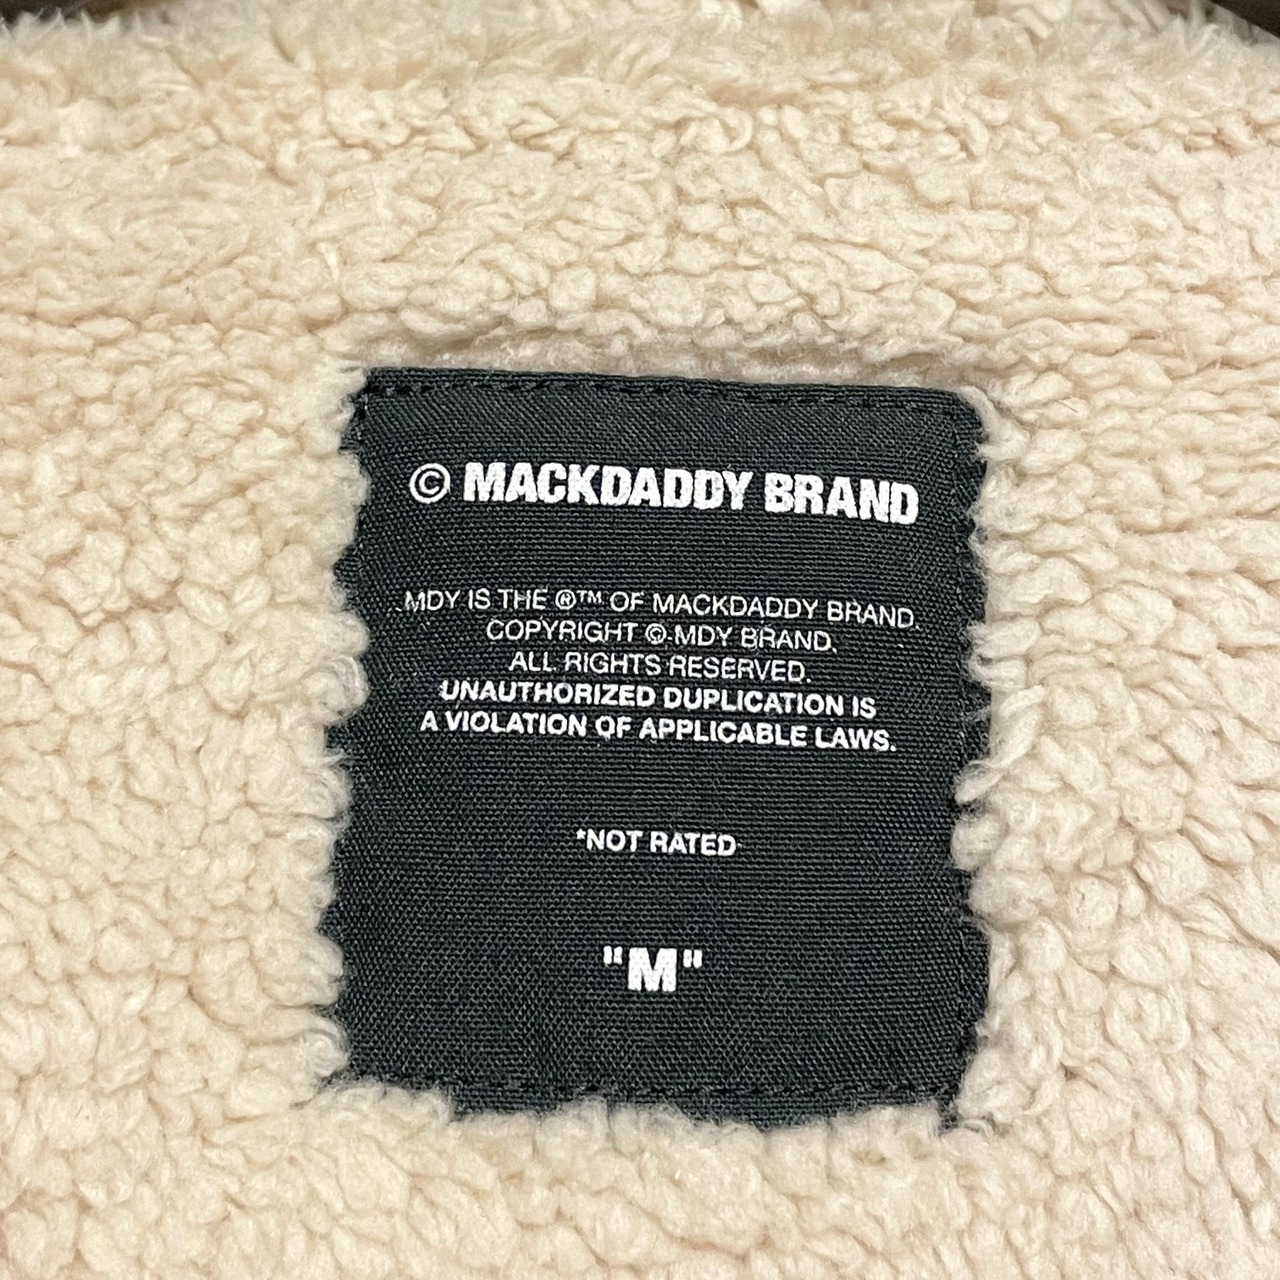 © MACKDADDY BRAND
MDY IS THE ®™ OF MACKDADDY BRAND.
COPYRIGHT © MDY BRAND.
ALL RIGHTS RESERVED.
UNAUTHORIZED DUPLICATION IS
A VIOLATION OF APPLICABLE LAWS.
*NOT RATED
"M"